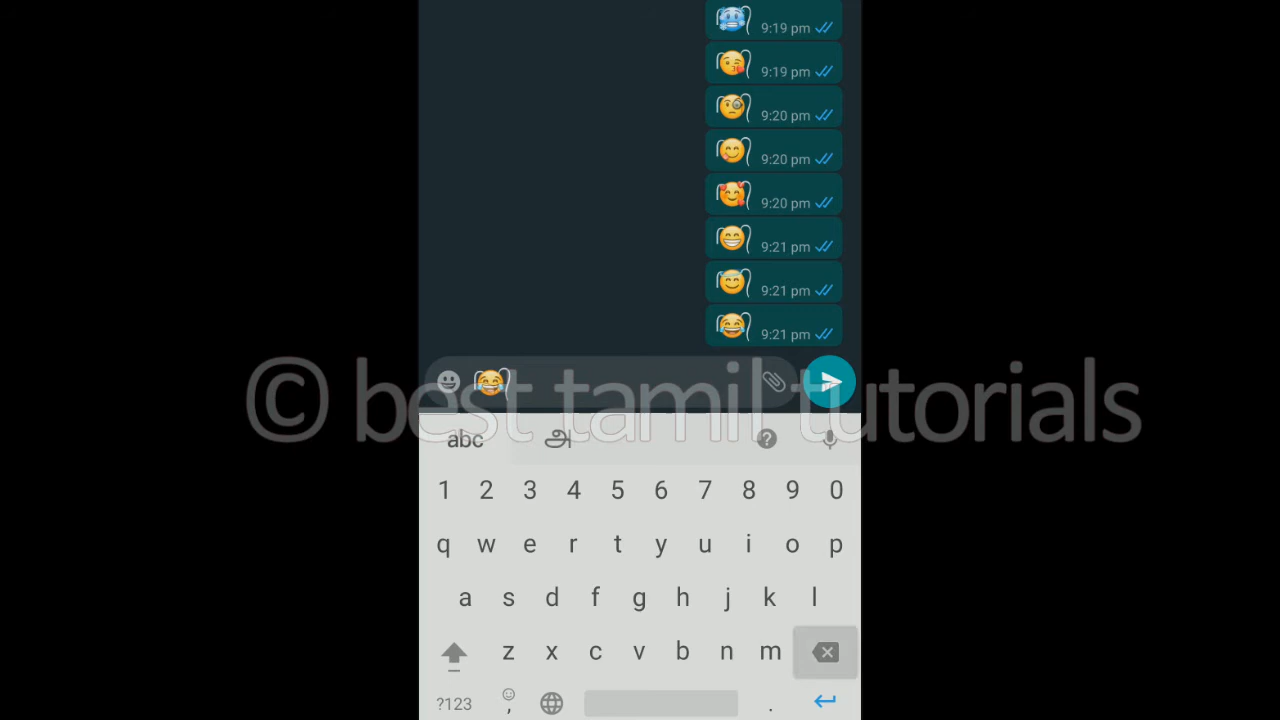 9:19 pm
9:19 pm
9:20 pm
9:20 pm
9:20 pm
9:21 pm
9:21 pm
9:21 pm
© best tamil tutorials
abc அ
1 2 3 4 5 6 7 8 9 0
q w e r t y u i o p
a s d f g h j k l
z x c v b n m
?123 , .